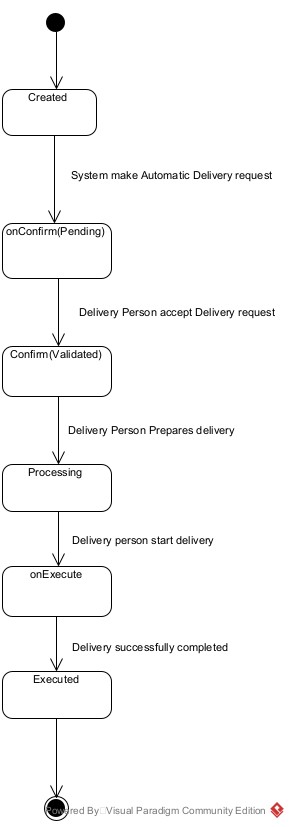 Created
System make Automatic Delivery request
onConfirm(Pending)
Delivery Person accept Delivery request
Confirm(Validated)
Delivery Person Prepares delivery
Processing
Delivery person start delivery
onExecute
Delivery successfully completed
Executed
Powered By Visual Paradigm Community Edition